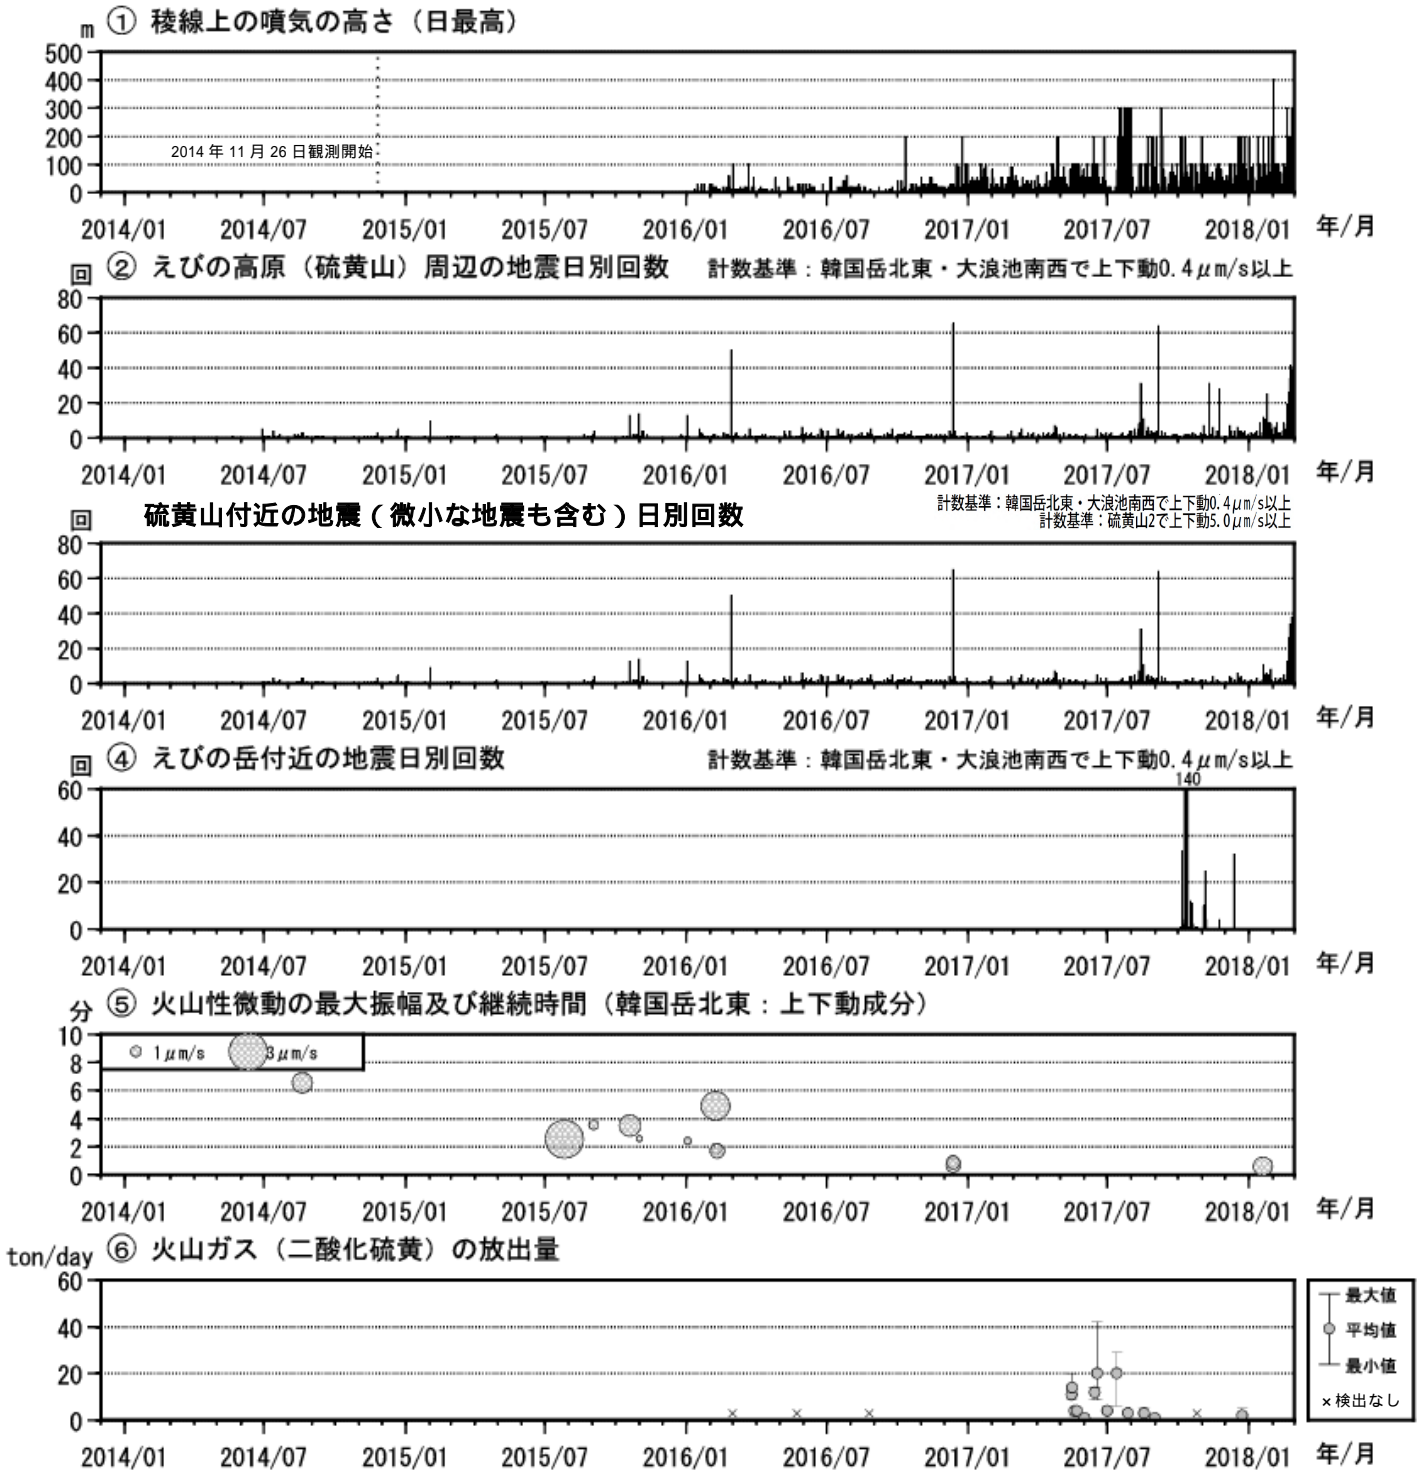 m ① 稜線上の噴気の高さ（日最高）
500
400
300
200
100
0
2014 年 11 月 26 日観測開始
2014/01 2014/07 2015/01 2015/07 2016/01 2016/07 2017/01 2017/07 2018/01 年/月
回 ② えびの高原（硫黄山）周辺の地震日別回数 計数基準：韓国岳北東・大浪池南西で上下動0.4μm/s以上
80
60
40
20
0
2014/01 2014/07 2015/01 2015/07 2016/01 2016/07 2017/01 2017/07 2018/01 年/月
回 硫黄山付近の地震（微小な地震も含む）日別回数 計数基準：韓国岳北東・大浪池南西で上下動0.4μm/s以上
計数基準：硫黄山2で上下動5.0μm/s以上
80
60
40
20
0
2014/01 2014/07 2015/01 2015/07 2016/01 2016/07 2017/01 2017/07 2018/01 年/月
回 ④ えびの岳付近の地震日別回数 計数基準：韓国岳北東・大浪池南西で上下動0.4μm/s以上
140
60
40
20
0
2014/01 2014/07 2015/01 2015/07 2016/01 2016/07 2017/01 2017/07 2018/01 年/月
分 ⑤ 火山性微動の最大振幅及び継続時間（韓国岳北東：上下動成分）
10
1μm/s 3μm/s
8
6
4
2
0
2014/01 2014/07 2015/01 2015/07 2016/01 2016/07 2017/01 2017/07 2018/01 年/月
ton/day ⑥ 火山ガス（二酸化硫黄）の放出量
60
40
20
0
最大値
平均値
最小値
×検出なし
2014/01 2014/07 2015/01 2015/07 2016/01 2016/07 2017/01 2017/07 2018/01 年/月